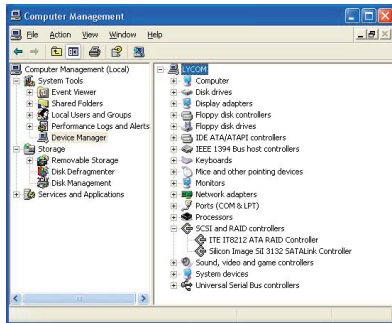 Computer Management
File Action View Window Help
Computer Management (Local)
System Tools
Event Viewer
Shared Folders
Local Users and Groups
Performance Logs and Alerts
Device Manager
Storage
Removable Storage
Disk Defragmenter
Disk Management
Services and Applications
LYCOM
Computer
Disk drives
Display adapters
Floppy disk controllers
Floppy disk drives
IDE ATA/ATAPI controllers
IEEE 1394 Bus host controllers
Keyboards
Mice and other pointing devices
Monitors
Network adapters
Ports (COM & LPT)
Processors
SCSI and RAID controllers
ITE IT8212 ATA RAID Controller
Silicon Image SiI 3132 SATALink Controller
Sound, video and game controllers
System devices
Universal Serial Bus controllers